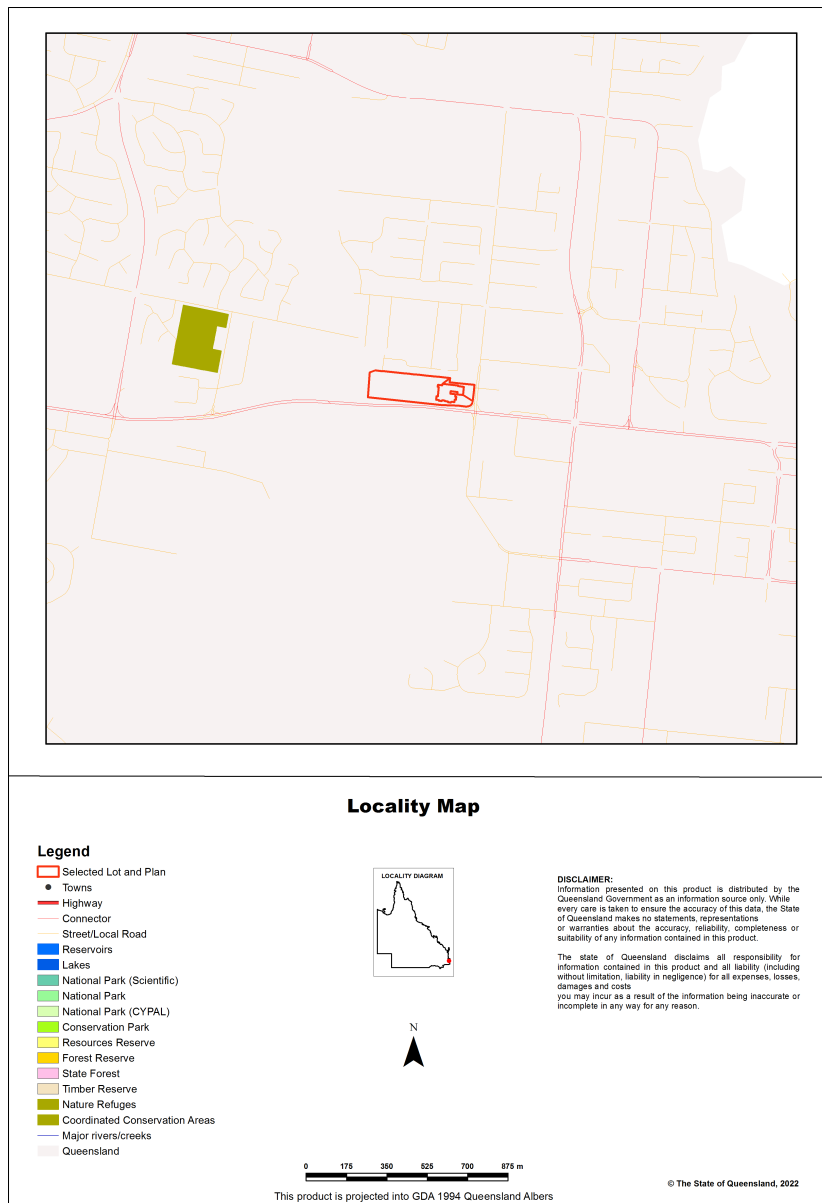 Locality Map
Legend
Selected Lot and Plan
Towns
Highway
Connector
Street/Local Road
Reservoirs
Lakes
National Park (Scientific)
National Park
National Park (CYPAL)
Conservation Park
Resources Reserve
Forest Reserve
State Forest
Timber Reserve
Nature Refuges
Coordinated Conservation Areas
Major rivers/creeks
Queensland
LOCALITY DIAGRAM
N
DISCLAIMER:
Information presented on this product is distributed by the
Queensland Government as an information source only. While
every care is taken to ensure the accuracy of this data, the State
of Queensland makes no statements, representations
or warranties about the accuracy, reliability, completeness or
suitability of any information contained in this product.
The state of Queensland disclaims all responsibility for
information contained in this product and all liability (including
without limitation, liability in negligence) for all expenses, losses,
damages and costs
you may incur as a result of the information being inaccurate or
incomplete in any way for any reason.
0 175 350 525 700 875 m
This product is projected into GDA 1994 Queensland Albers
© The State of Queensland, 2022